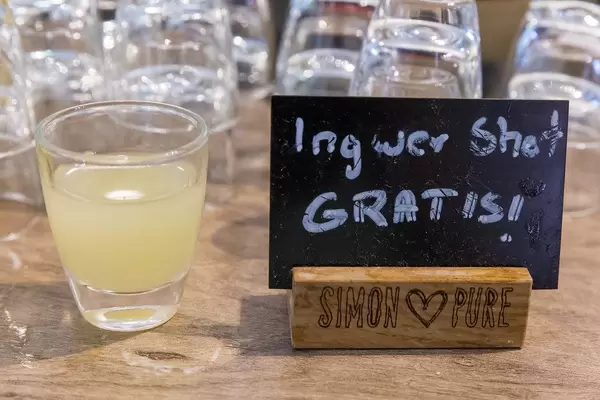 Ingwer Shot
GRATIS!
SIMON ♡ PURE